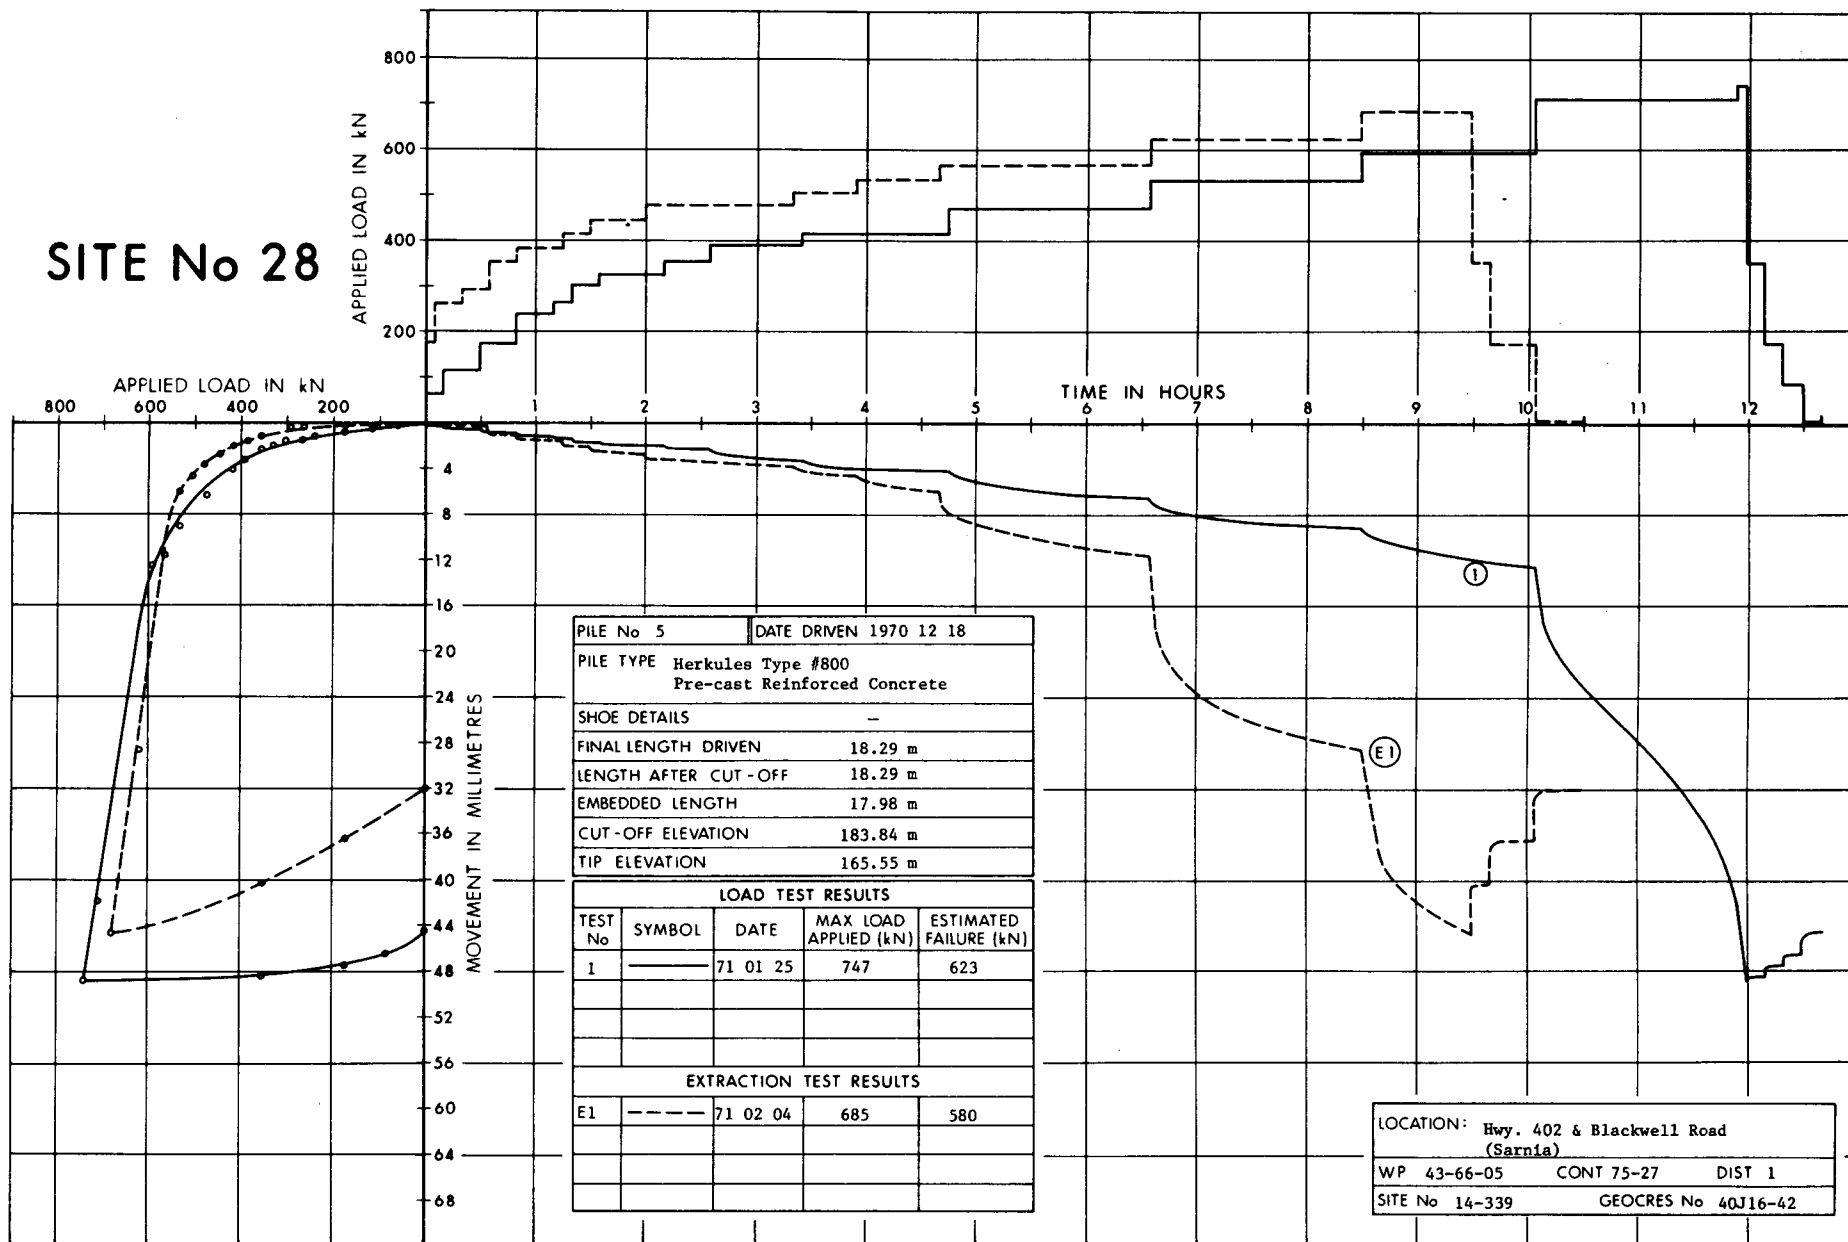 SITE No 28
APPLIED LOAD IN kN
800
600
400
200
APPLIED LOAD IN kN
800 600 400 200
TIME IN HOURS
1 2 3 4 5 6 7 8 9 10 12
MOVEMENT IN MILLIMETRES
4
8
12
16
20
24
28
32
36
40
44
48
52
56
60
64
68
1
E1
PILE No 5 DATE DRIVEN 1970 12 18
PILE TYPE Herkules Type #800
Pre-cast Reinforced Concrete
SHOE DETAILS –
FINAL LENGTH DRIVEN 18.29 m
LENGTH AFTER CUT-OFF 18.29 m
EMBEDDED LENGTH 17.98 m
CUT-OFF ELEVATION 183.84 m
TIP ELEVATION 165.55 m
LOAD TEST RESULTS
TEST No SYMBOL DATE MAX LOAD APPLIED (kN) ESTIMATED FAILURE (kN)
1 71 01 25 747 623
EXTRACTION TEST RESULTS
E1 71 02 04 685 580
LOCATION: Hwy. 402 & Blackwell Road
(Sarnia)
WP 43-66-05 CONT 75-27 DIST 1
SITE No 14-339 GEOCRES No 40J16-42